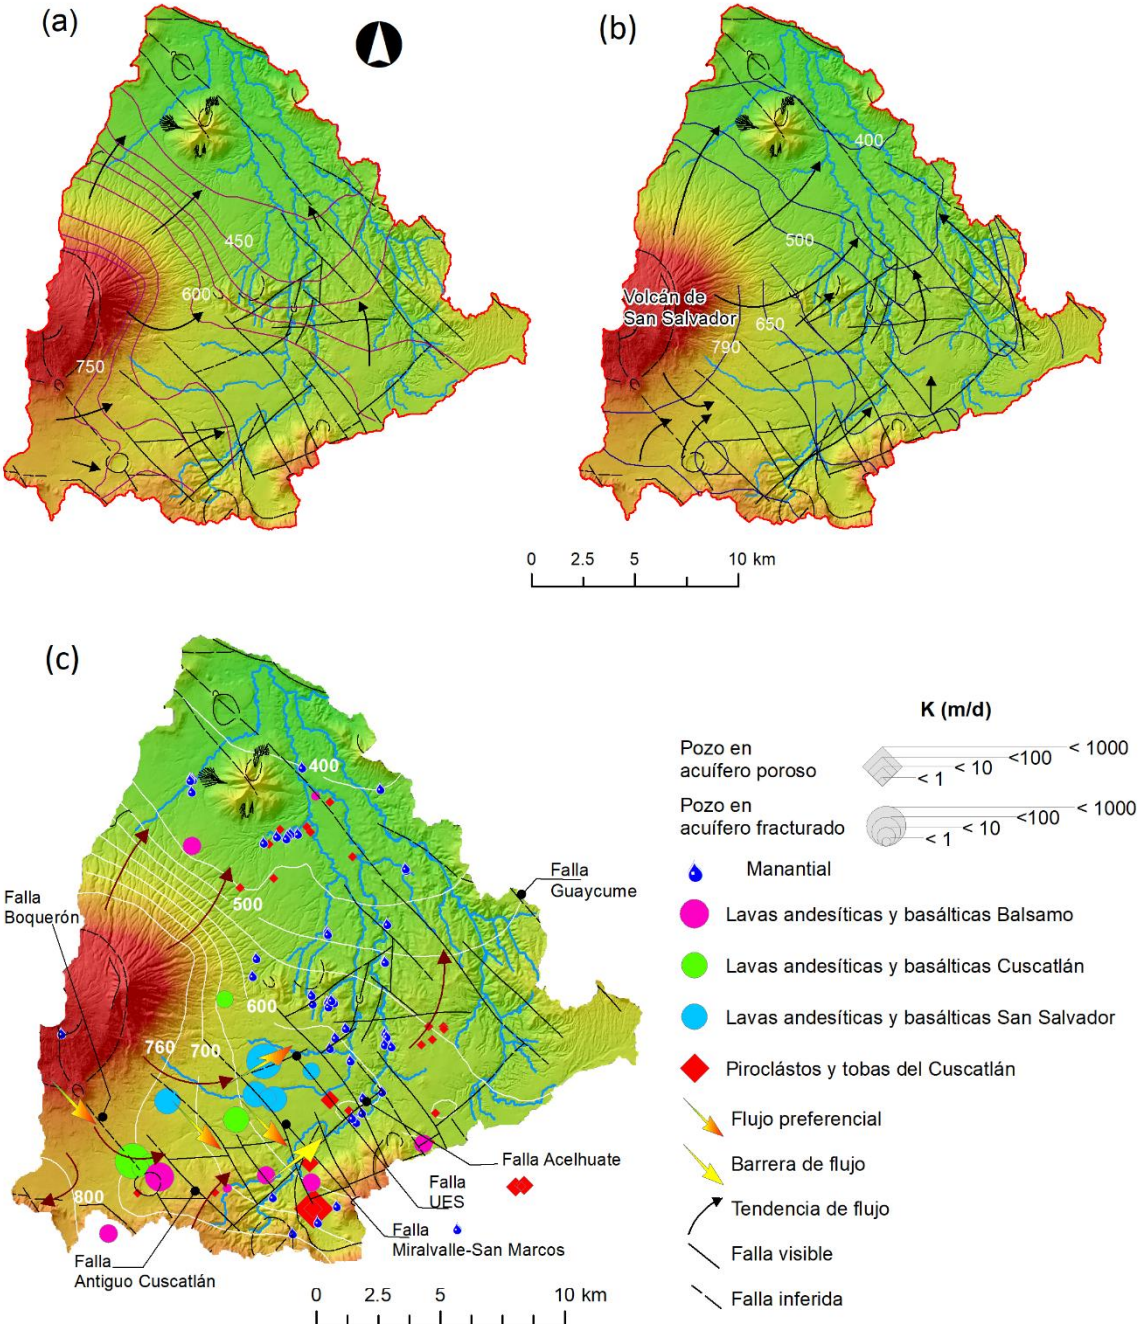 (a)
(b)
400
450
500
600
Volcán de
San Salvador
650
790
750
0 2.5 5 10 km
(c)
K (m/d)
Pozo en
acuífero poroso
< 1000
<100
< 10
< 1
Pozo en
acuífero fracturado
< 1000
<100
< 10
< 1
Manantial
Lavas andesíticas y basálticas Balsamo
Lavas andesíticas y basálticas Cuscatlán
Lavas andesíticas y basálticas San Salvador
Piroclástos y tobas del Cuscatlán
Flujo preferencial
Barrera de flujo
Tendencia de flujo
Falla visible
Falla inferida
400
Falla
Guaycume
Falla
Boquerón
500
600
760
700
800
Falla Acelhuate
Falla
UES
Falla
Miralvalle-San Marcos
Falla
Antiguo Cuscatlán
0 2.5 5 10 km